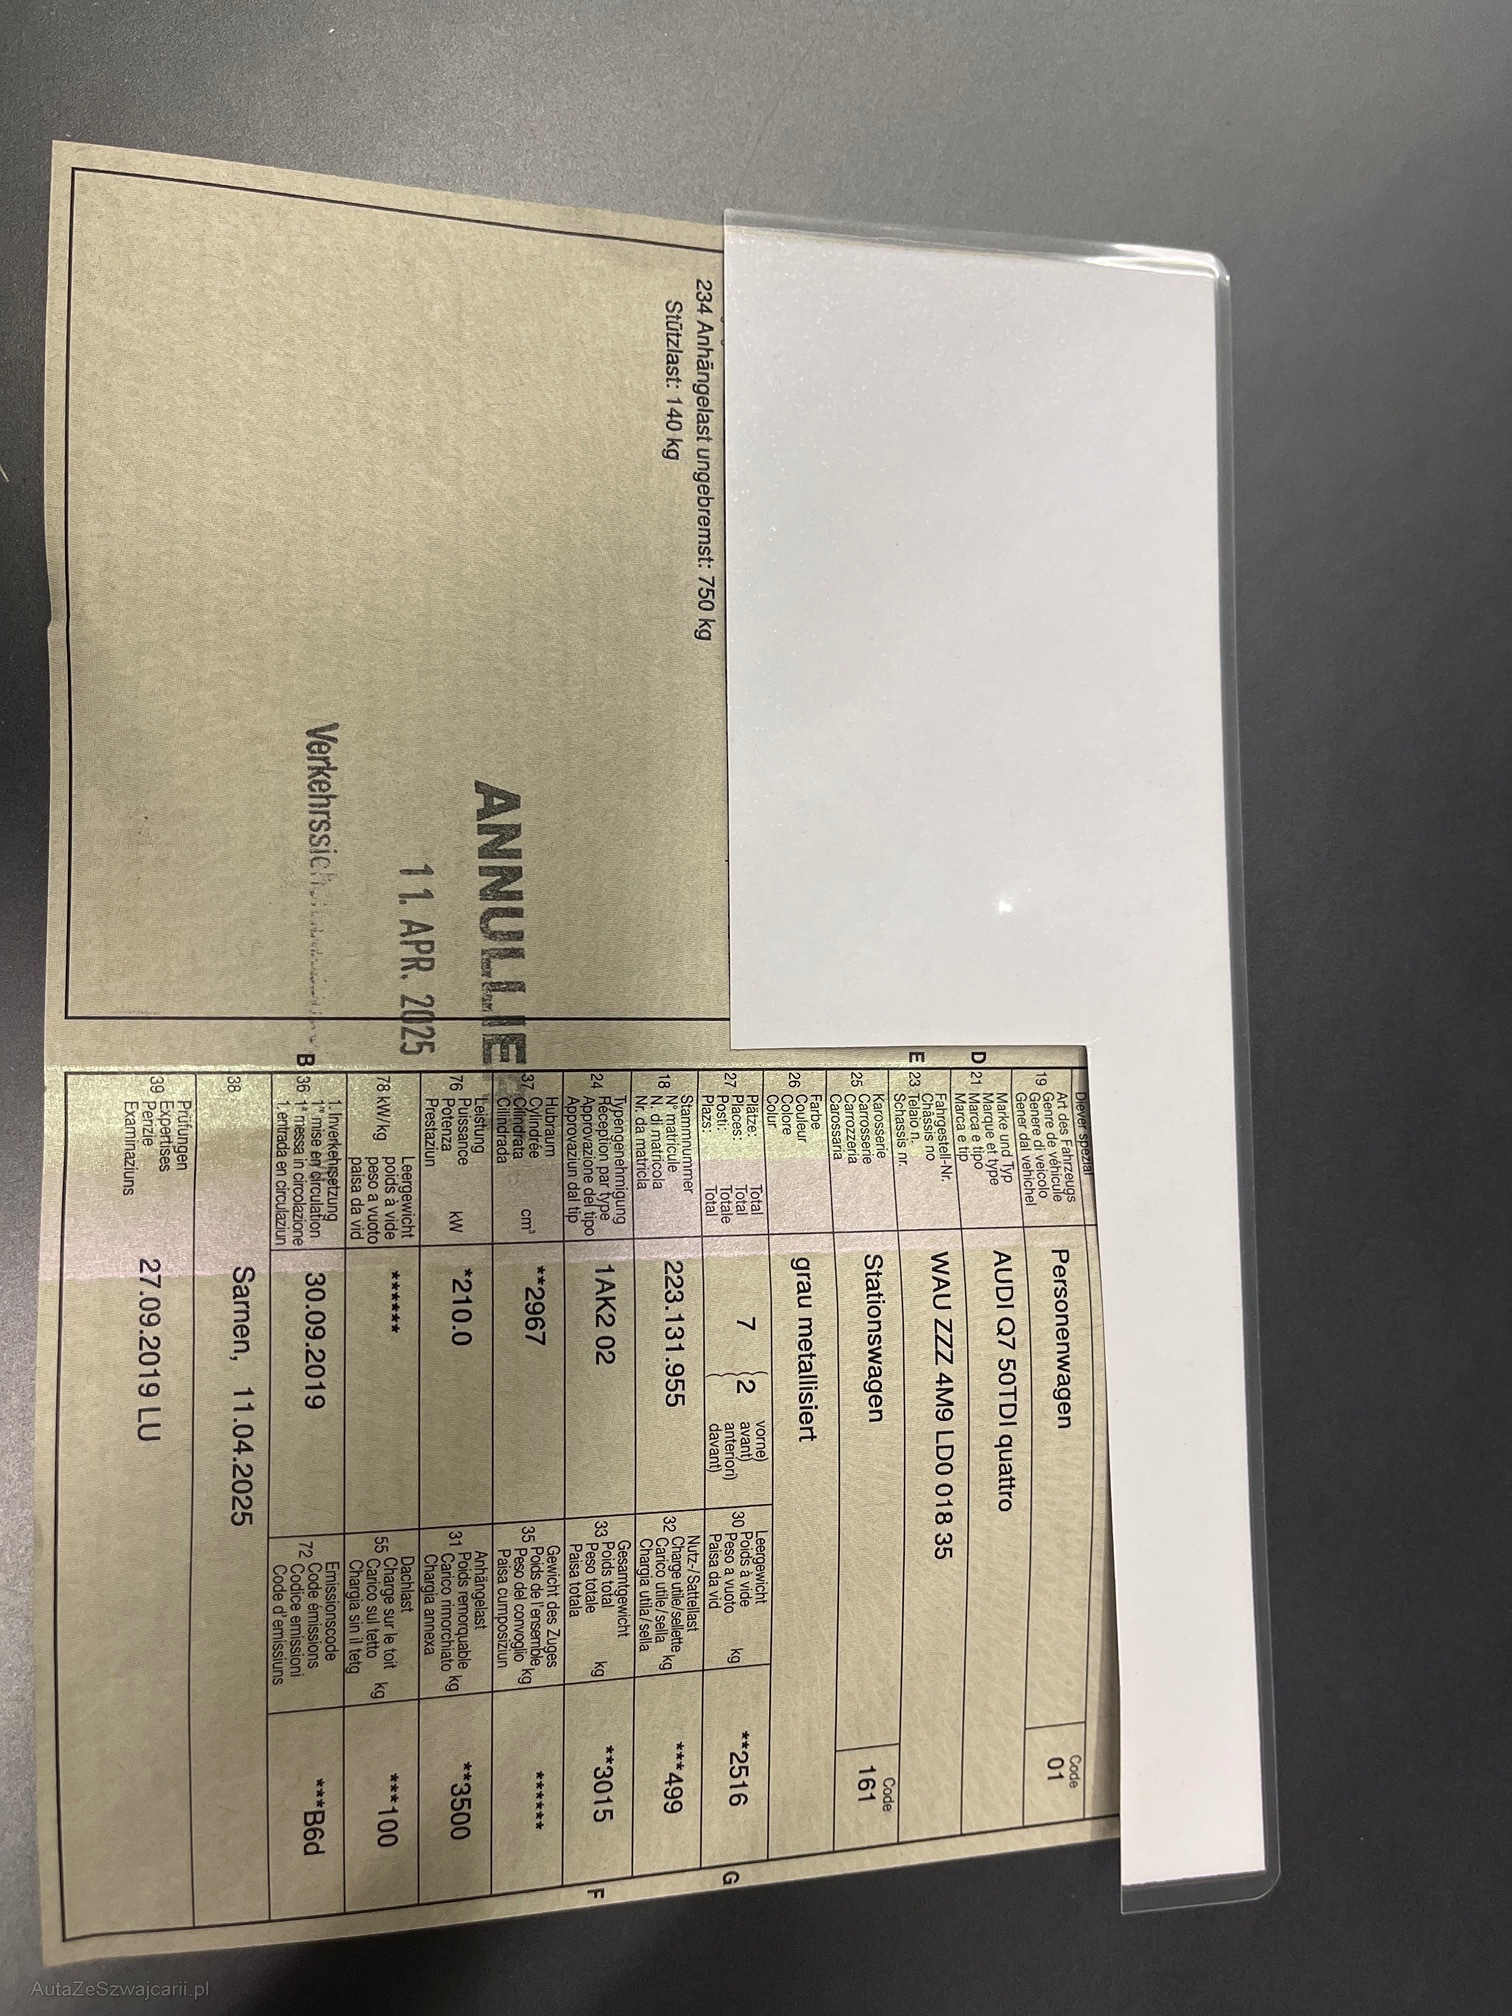 234 Anhängelast ungebremst: 750 kg
Stützlast: 140 kg
ANNULLIE
11. APR. 2025
Verkehrssic
Diever spezial
19 Art des Fahrzeugs
Genre de véhicule
Genere di veicolo
Gener dal vehichel
Personenwagen
Code
01
D 21 Marke und Typ
Marque et type
Marca e tipo
Marca e tip
AUDI Q7 50TDI quattro
E 23 Fahrgestell-Nr.
Châssis no
Telaio n.
Schassis nr.
WAU ZZZ 4M9 LD0 018 35
25 Karosserie
Carrosserie
Carozzeria
Carossaria
Stationswagen
Code
161
26 Farbe
Couleur
Colore
Colur
grau metallisiert
27 Plätze: Total
Places: Total
Posti: Totale
Plazs: Total
7 (2 vorne)
avant)
anteriori)
davant)
30 Leergewicht
Poids à vide
Peso a vuoto kg
Paisa da vid
**2516
G
18 Stammnummer
N° matricule
N. di matricola
Nr. da matricla
223.131.955
32 Nutz-/Sattellast
Charge utile/sellette kg
Carico utile/sella
Chargia utila/sella
***499
24 Typengenehmigung
Réception par type
Approvazione del tipo
Approvaziun dal tip
1AK2 02
33 Gesamtgewicht
Poids total
Peso totale kg
Paisa totala
**3015
F
37 Hubraum
Cylindrée cm³
Cilindrata
Cilindrada
**2967
35 Gewicht des Zuges
Poids de l'ensemble kg
Peso del convoglio
Paisa cumposiziun
******
76 Leistung
Puissance kW
Potenza
Prestaziun
*210.0
31 Anhängelast
Poids remorquable kg
Carico rimorchiato
Chargia annexa
**3500
78 kW/kg Leergewicht
poids à vide
peso a vuoto
paisa da vid
******
55 Dachlast
Charge sur le toit
Carico sul tetto kg
Chargia sin il tetg
***100
B 36 1. Inverkehrsetzung
1re mise en circulation
1a messa in circolazione
1. entrada en circulaziun
30.09.2019
72 Emissionscode
Code émissions
Codice emissioni
Code d'emissiuns
***B6d
38
Sarnen, 11.04.2025
39 Prüfungen
Expertises
Perizie
Examinaziuns
27.09.2019 LU
AutaZeSzwajcarii.pl